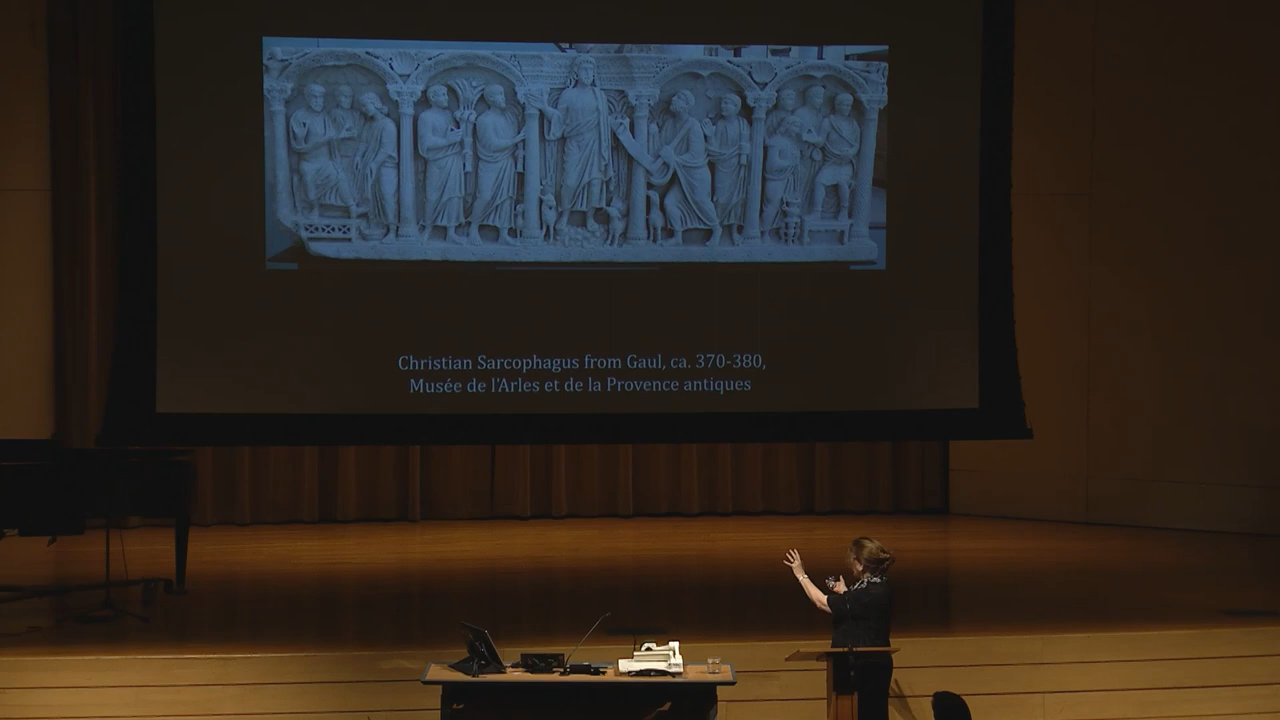 Christian Sarcophagus from Gaul, ca. 370-380,
Musée de l'Arles et de la Provence antiques